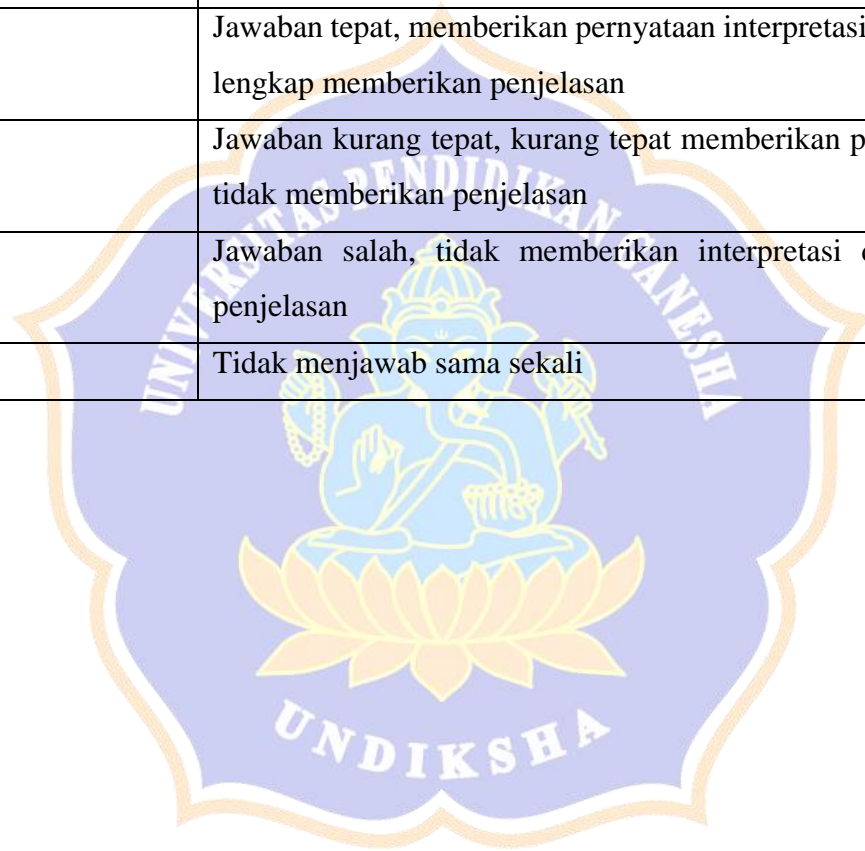 Jawaban tepat, memberikan pernyataan interpretasi
lengkap memberikan penjelasan
Jawaban kurang tepat, kurang tepat memberikan p
tidak memberikan penjelasan
Jawaban salah, tidak memberikan interpretasi
penjelasan
Tidak menjawab sama sekali
UNIVERSITAS PENDIDIKAN GANESHA
UNDIKSHA